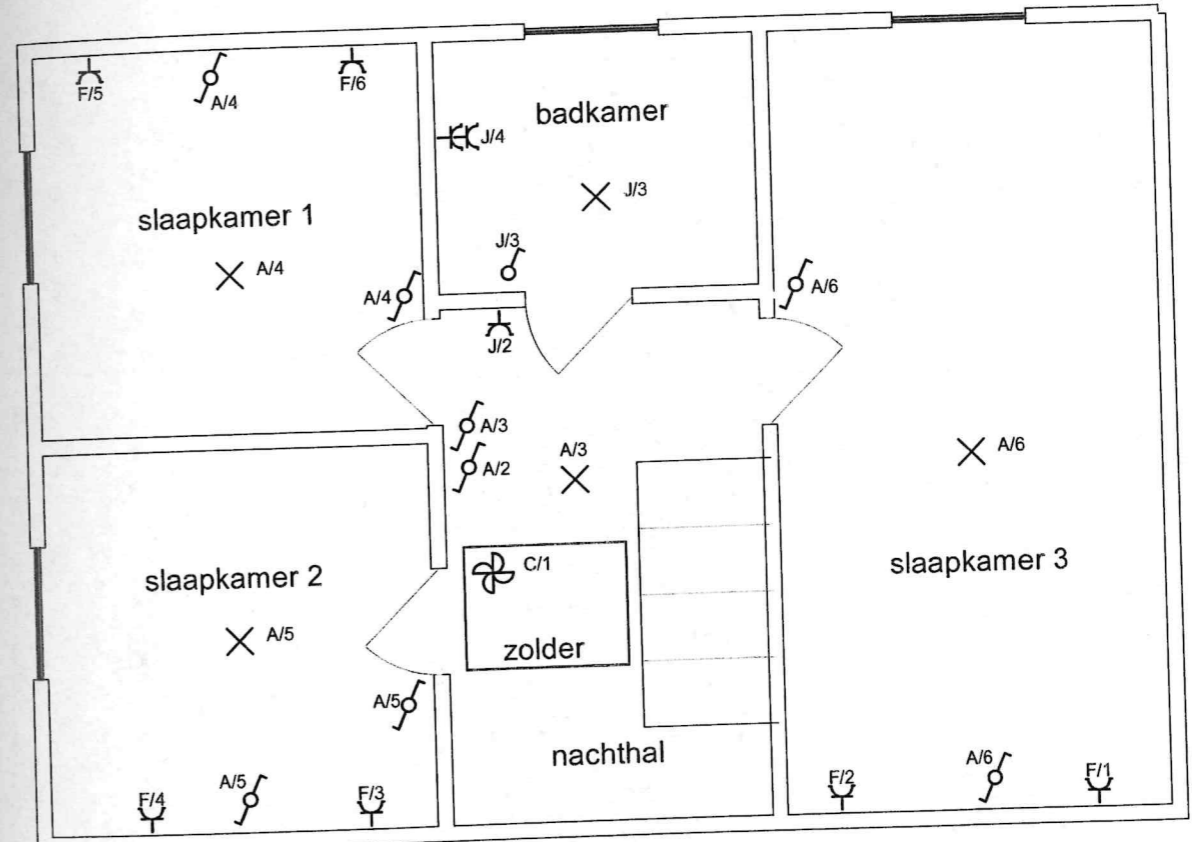 F/5
A/4
F/6
badkamer
J/4
J/3
slaapkamer 1
A/4
J/3
A/4
A/6
J/2
A/3
A/2
A/3
A/6
slaapkamer 2
C/1
slaapkamer 3
A/5
zolder
A/5
nachthal
A/5
F/4
F/3
F/2
A/6
F/1